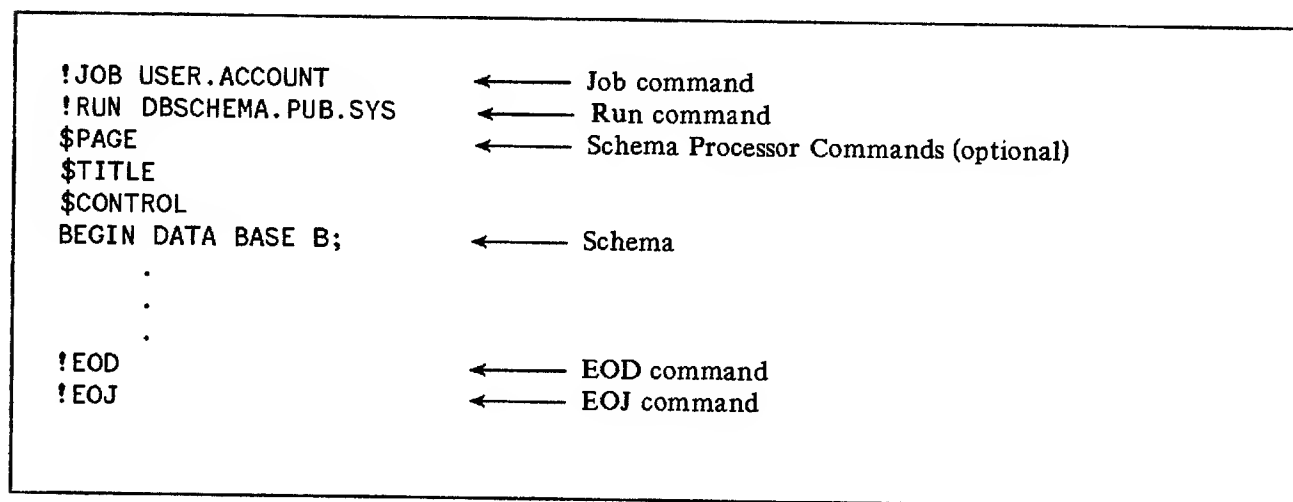 !JOB USER.ACCOUNT ← Job command
!RUN DBSCHEMA.PUB.SYS ← Run command
$PAGE ← Schema Processor Commands (optional)
$TITLE
$CONTROL
BEGIN DATA BASE B; ← Schema
.
.
.
!EOD ← EOD command
!EOJ ← EOJ command